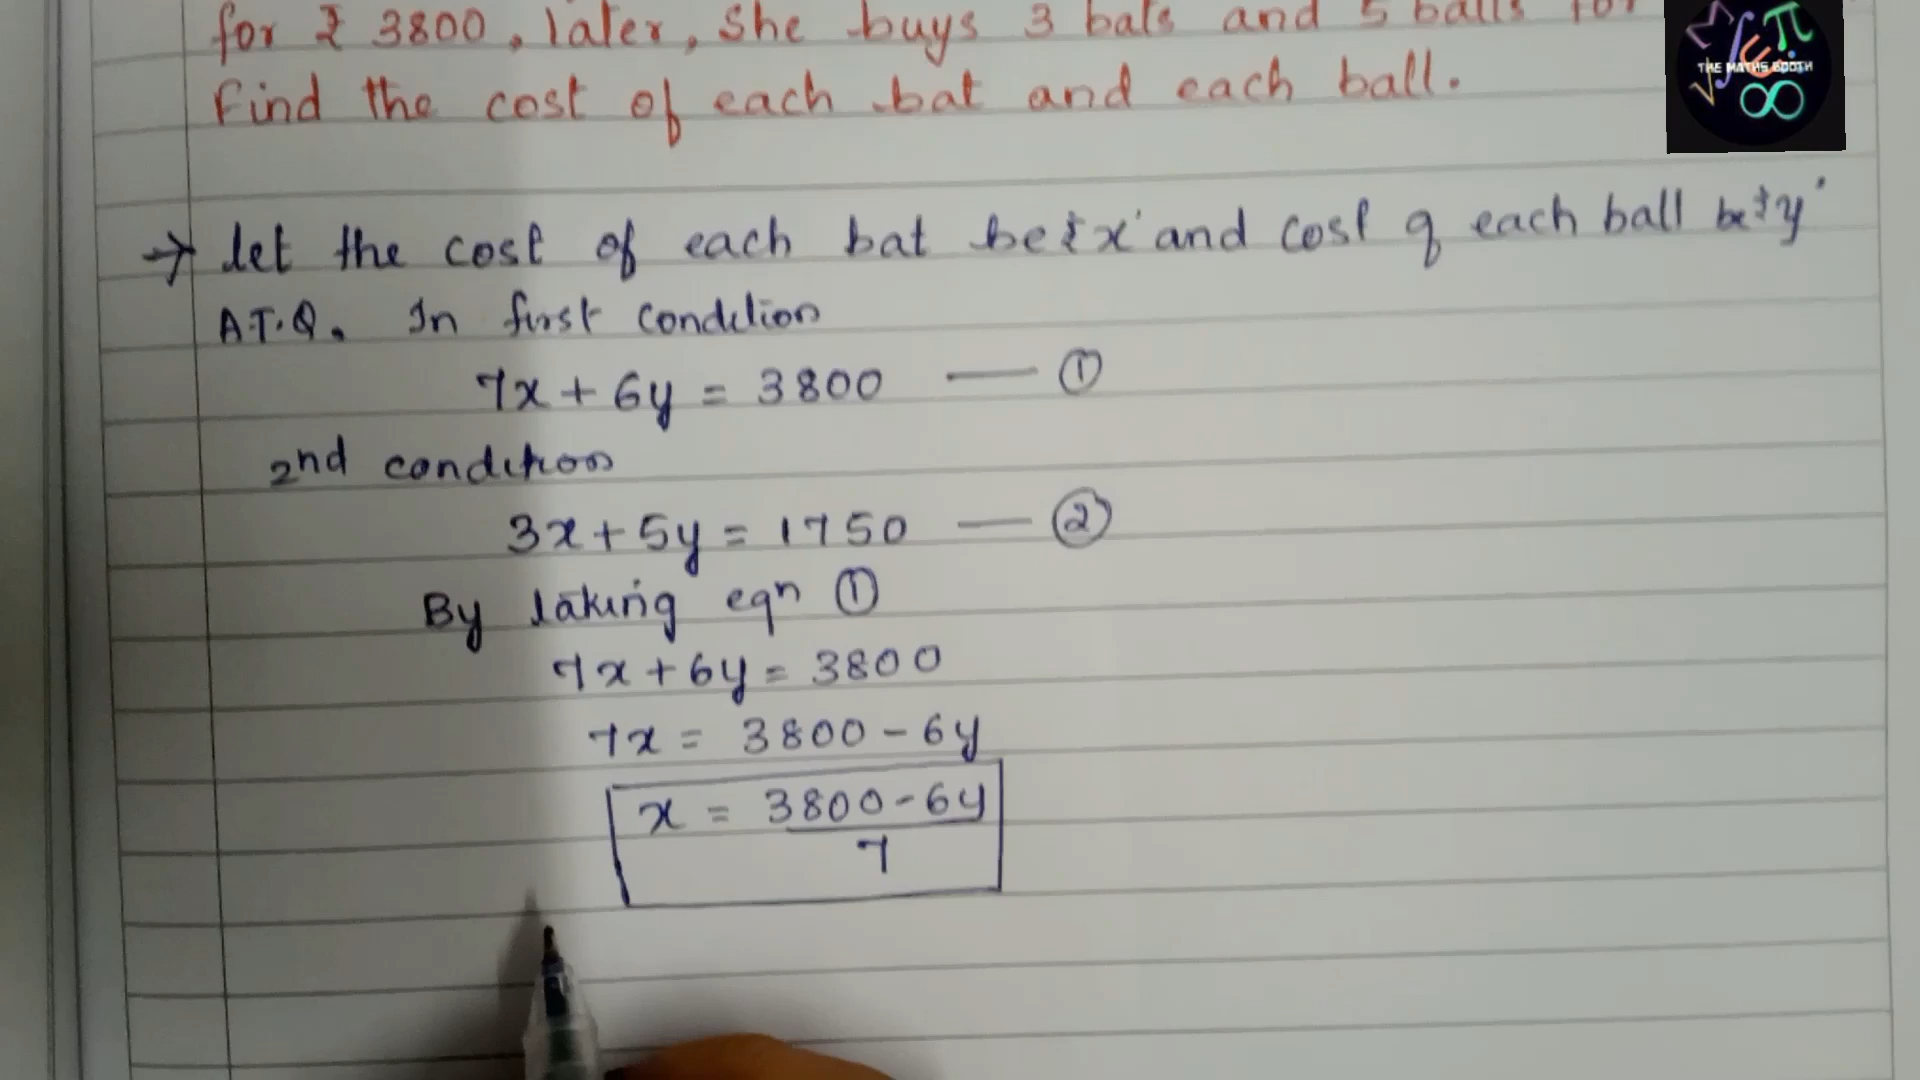 for ₹ 3800, later, she buys 3 bats and 5 balls for
Find the cost of each bat and each ball.
THE MATHS BOOTH
→ let the cost of each bat be ₹'x' and cost of each ball be ₹'y'
A.T.Q. In first condition
7x + 6y = 3800 — ①
2nd condition
3x + 5y = 1750 — ②
By taking eqn ①
7x + 6y = 3800
7x = 3800 - 6y
x = 3800 - 6y
7